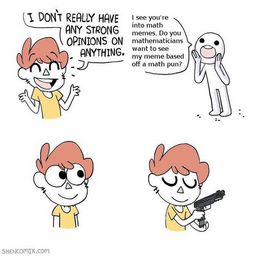 I DON'T REALLY HAVE
ANY STRONG
OPINIONS ON
ANYTHING.
I see you're
into math
memes. Do you
mathematicians
want to see
my meme based
off a math pun?
SHENCOMIX.COM